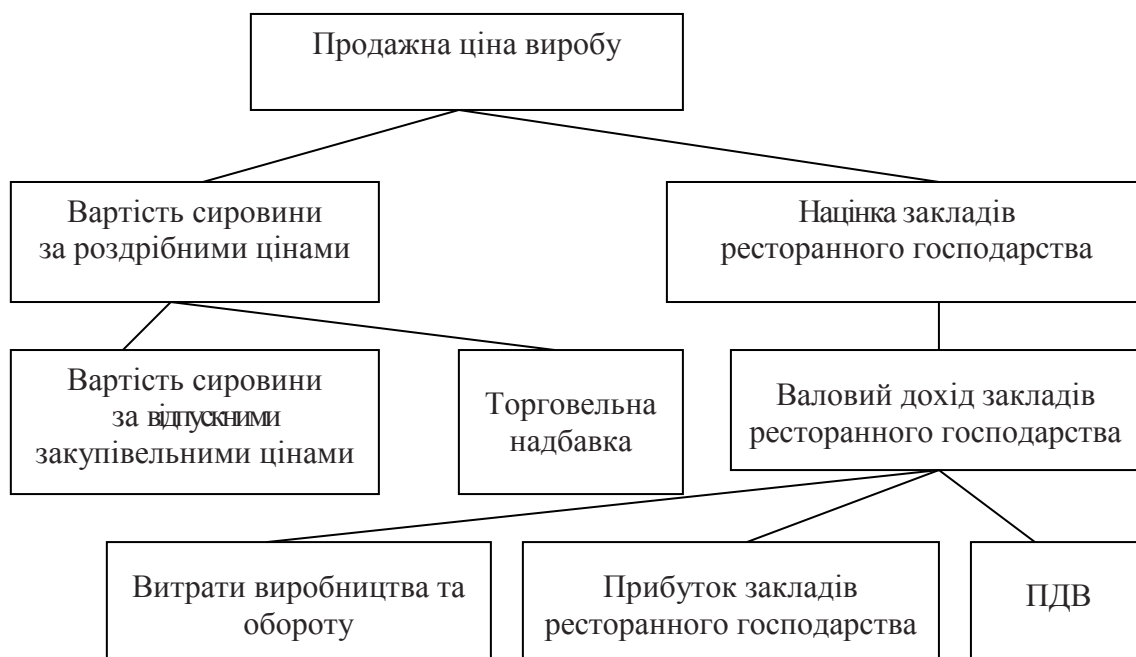 Продажна ціна виробу
Вартість сировини
за роздрібними цінами
Націнка закладів
ресторанного господарства
Вартість сировини
за відпускними
закупівельними цінами
Торговельна
надбавка
Валовий дохід закладів
ресторанного господарства
Витрати виробництва та
обороту
Прибуток закладів
ресторанного господарства
ПДВ